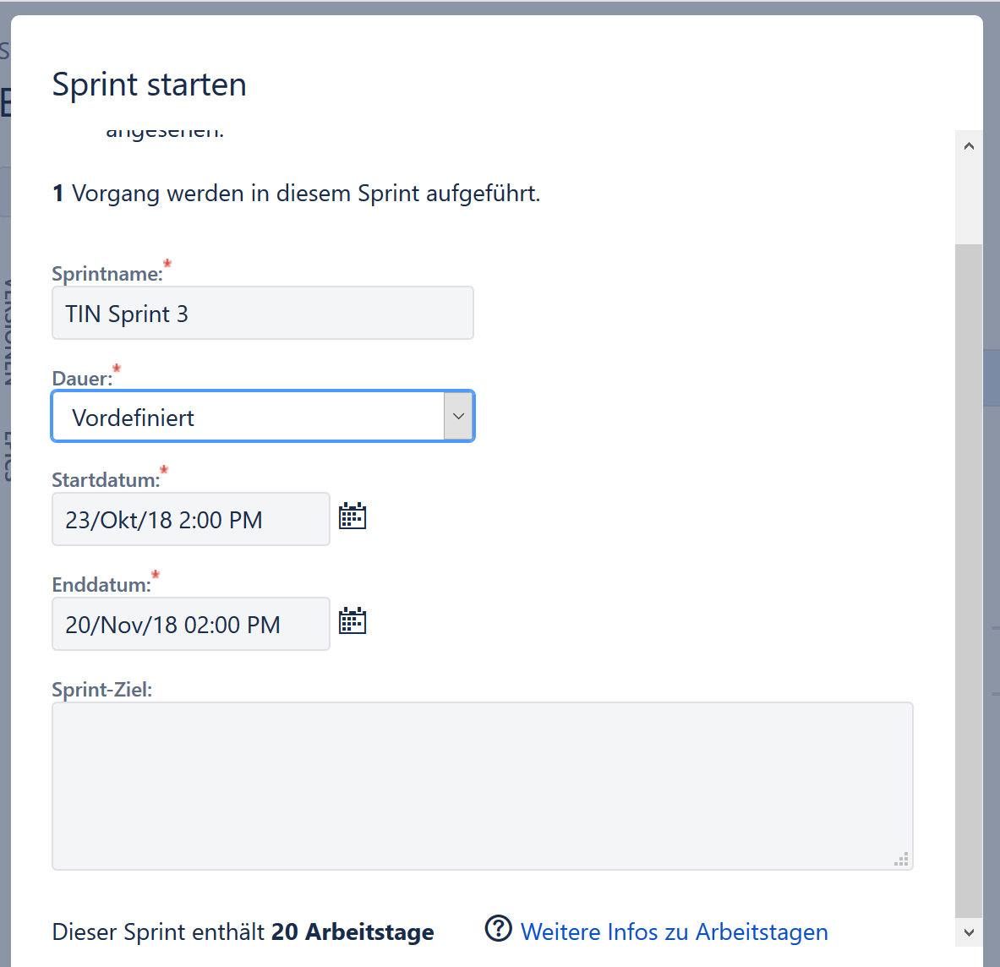 Sprint starten
angesehen.
1 Vorgang werden in diesem Sprint aufgeführt.
Sprintname:*
TIN Sprint 3
Dauer:*
Vordefiniert
Startdatum:*
23/Okt/18 2:00 PM
Enddatum:*
20/Nov/18 02:00 PM
Sprint-Ziel:
Dieser Sprint enthält 20 Arbeitstage
Weitere Infos zu Arbeitstagen
VERSIONEN
EPICS